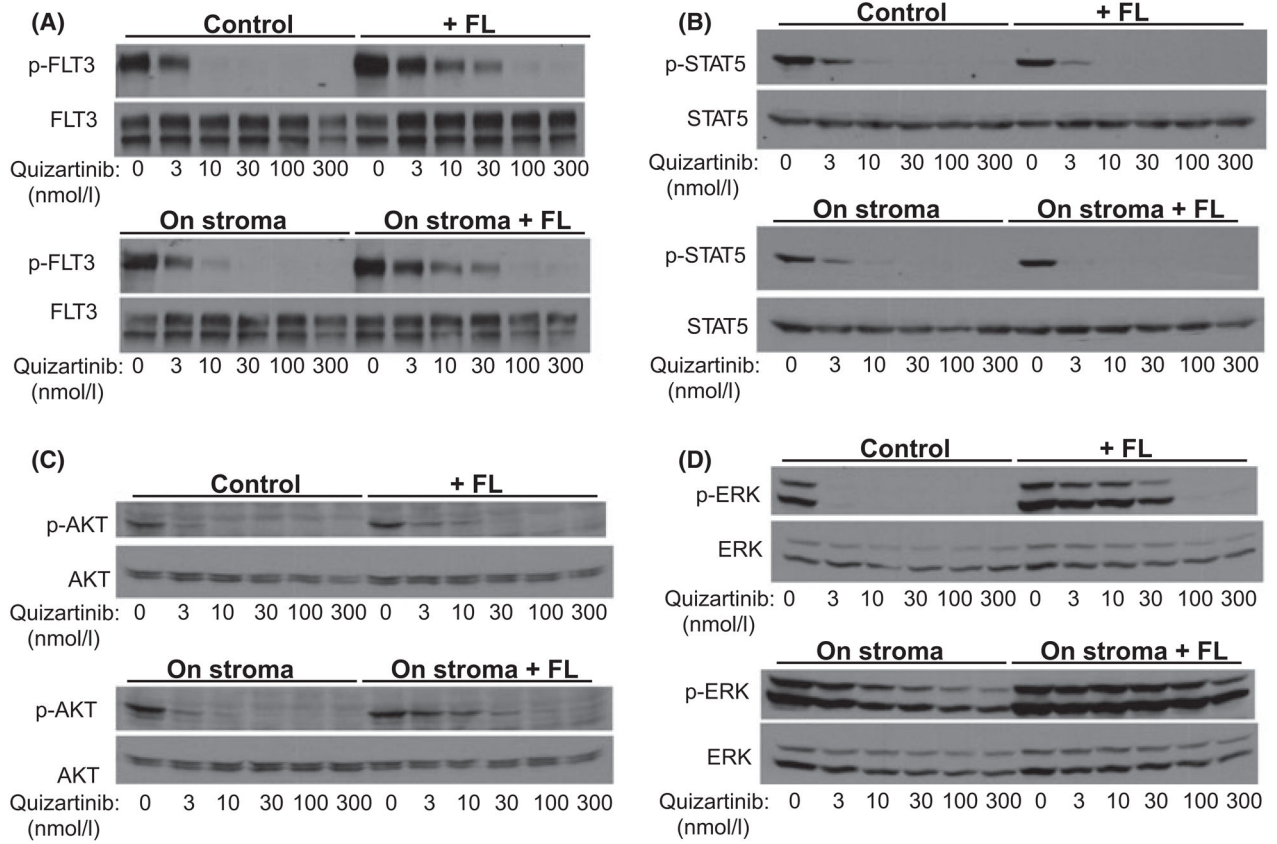 (A)
Control + FL
p-FLT3
FLT3
Quizartinib: 0 3 10 30 100 300 0 3 10 30 100 300
(nmol/l)
On stroma On stroma + FL
p-FLT3
FLT3
Quizartinib: 0 3 10 30 100 300 0 3 10 30 100 300
(nmol/l)
(B)
Control + FL
p-STAT5
STAT5
Quizartinib: 0 3 10 30 100 300 0 3 10 30 100 300
(nmol/l)
On stroma On stroma + FL
p-STAT5
STAT5
Quizartinib: 0 3 10 30 100 300 0 3 10 30 100 300
(nmol/l)
(C)
Control + FL
p-AKT
AKT
Quizartinib: 0 3 10 30 100 300 0 3 10 30 100 300
(nmol/l)
On stroma On stroma + FL
p-AKT
AKT
Quizartinib: 0 3 10 30 100 300 0 3 10 30 100 300
(nmol/l)
(D)
Control + FL
p-ERK
ERK
Quizartinib: 0 3 10 30 100 300 0 3 10 30 100 300
(nmol/l)
On stroma On stroma + FL
p-ERK
ERK
Quizartinib: 0 3 10 30 100 300 0 3 10 30 100 300
(nmol/l)